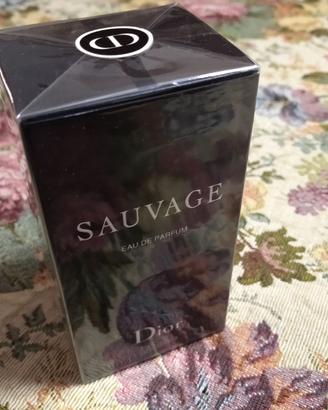 SAUVAGE
EAU DE PARFUM
Dior